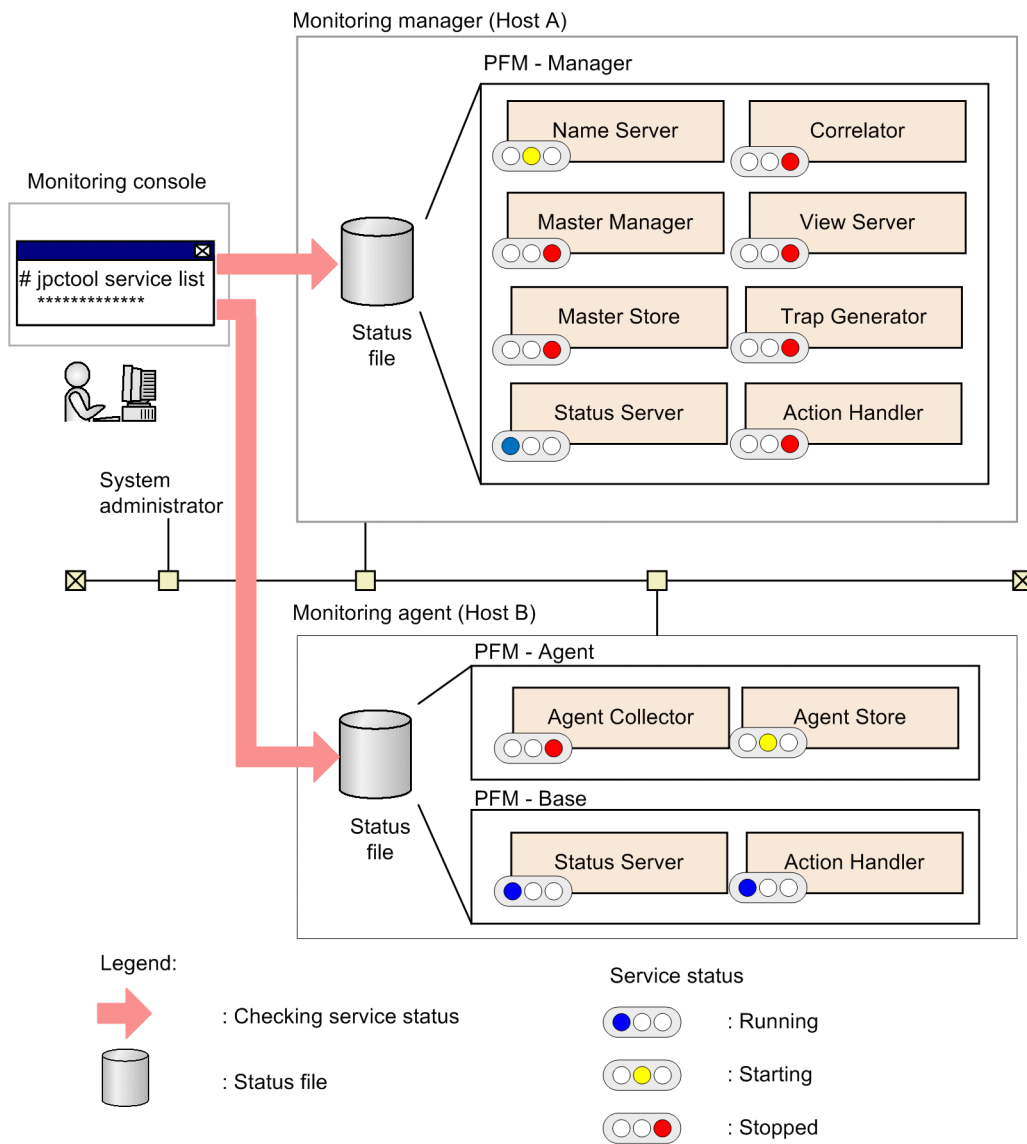 Monitoring manager (Host A)
PFM - Manager
Name Server
Correlator
Monitoring console
Master Manager
View Server
# jpctool service list
*************
Master Store
Trap Generator
Status
file
Status Server
Action Handler
System
administrator
Monitoring agent (Host B)
PFM - Agent
Agent Collector
Agent Store
PFM - Base
Status
file
Status Server
Action Handler
Legend:
Service status
: Checking service status
: Running
: Status file
: Starting
: Stopped